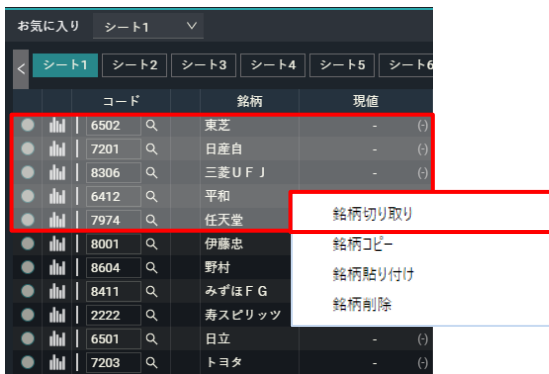 お気に入り シート1
< シート1 シート2 シート3 シート4 シート5 シート6
コード 銘柄 現値
6502 東芝 - (-)
7201 日産自 - (-)
8306 三菱UFJ - (-)
6412 平和
7974 任天堂
8001 伊藤忠
8604 野村
8411 みずほFG
2222 寿スピリッツ
6501 日立 - (-)
7203 トヨタ - (-)
銘柄切り取り
銘柄コピー
銘柄貼り付け
銘柄削除